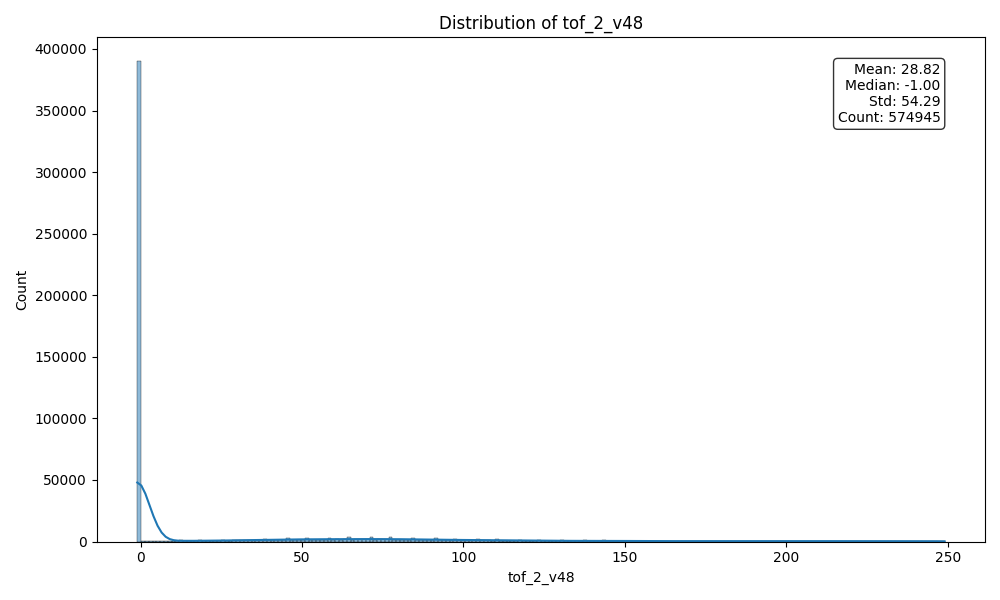 Distribution of tof_2_v48
400000
350000
300000
250000
200000
150000
100000
50000
0
Count
Mean: 28.82
Median: -1.00
Std: 54.29
Count: 574945
0
50
100
150
200
250
tof_2_v48